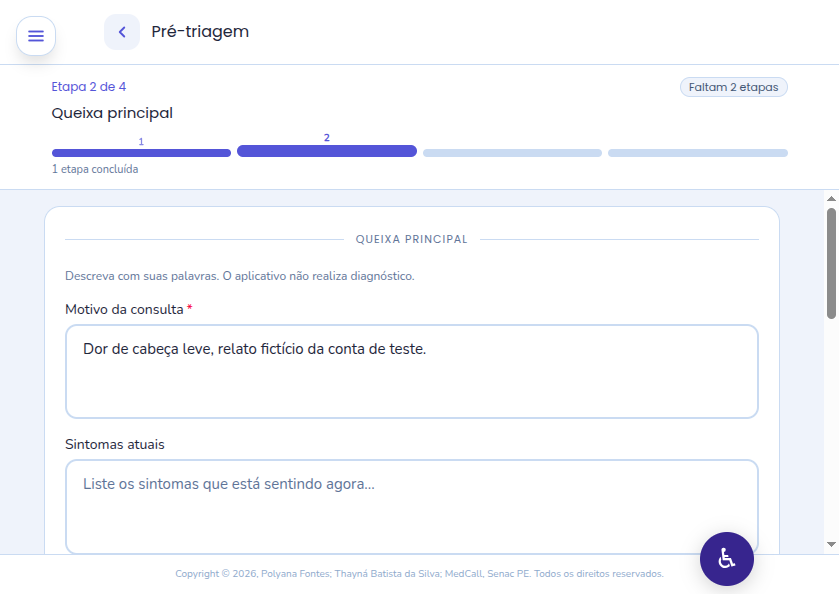 Pré-triagem
Etapa 2 de 4
Faltam 2 etapas
Queixa principal
1
2
1 etapa concluída
QUEIXA PRINCIPAL
Descreva com suas palavras. O aplicativo não realiza diagnóstico.
Motivo da consulta *
Dor de cabeça leve, relato fictício da conta de teste.
Sintomas atuais
Liste os sintomas que está sentindo agora...
Copyright © 2026, Polyana Fontes; Thayná Batista da Silva; MedCall, Senac PE. Todos os direitos reservados.